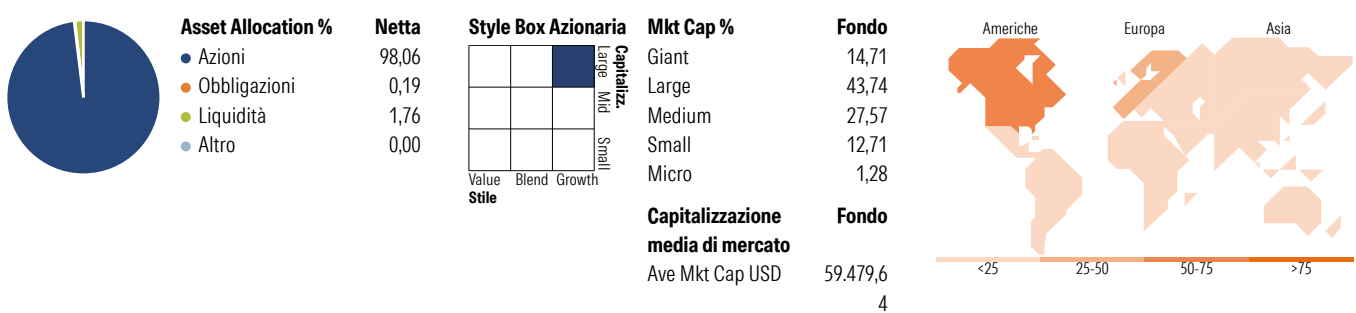 Asset Allocation % Netta
Azioni 98,06
Obbligazioni 0,19
Liquidità 1,76
Altro 0,00
Style Box Azionaria
Capitalizz.
Large Mid Small
Value Blend Growth
Stile
Mkt Cap % Fondo
Giant 14,71
Large 43,74
Medium 27,57
Small 12,71
Micro 1,28
Capitalizzazione Fondo
media di mercato
Ave Mkt Cap USD 59.479,6
4
Americhe Europa Asia
<25 25-50 50-75 >75